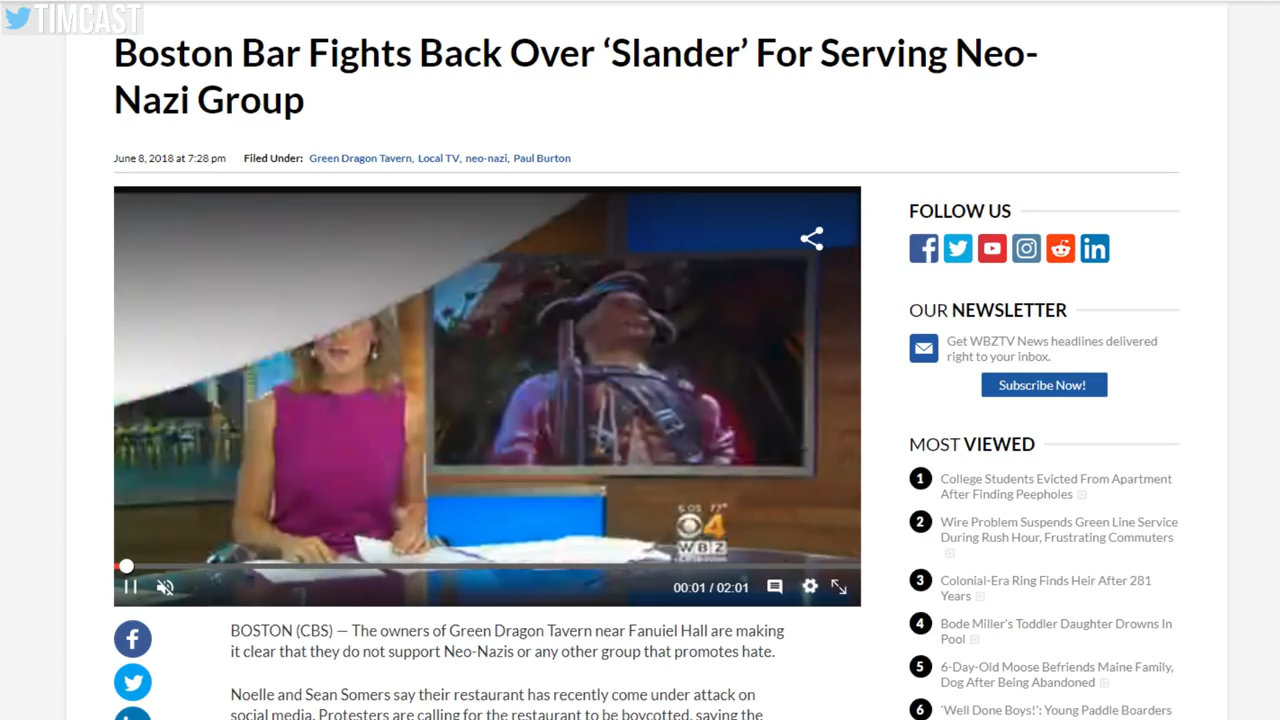 TIMCAST
Boston Bar Fights Back Over ‘Slander’ For Serving Neo-
Nazi Group
June 8, 2018 at 7:28 pm Filed Under: Green Dragon Tavern, Local TV, neo-nazi, Paul Burton
FOLLOW US
OUR NEWSLETTER
Get WBZTV News headlines delivered
right to your inbox.
Subscribe Now!
MOST VIEWED
1 College Students Evicted From Apartment
After Finding Peepholes
2 Wire Problem Suspends Green Line Service
During Rush Hour, Frustrating Commuters
3 Colonial-Era Ring Finds Heir After 281
Years
4 Bode Miller's Toddler Daughter Drowns In
Pool
5 6-Day-Old Moose Befriends Maine Family,
Dog After Being Abandoned
6 'Well Done Boys!': Young Paddle Boarders
6:05 77°
4
WBZ
00:01 / 02:01
BOSTON (CBS) — The owners of Green Dragon Tavern near Fanuiel Hall are making
it clear that they do not support Neo-Nazis or any other group that promotes hate.
Noelle and Sean Somers say their restaurant has recently come under attack on
social media. Protesters are calling for the restaurant to be boycotted, saying the